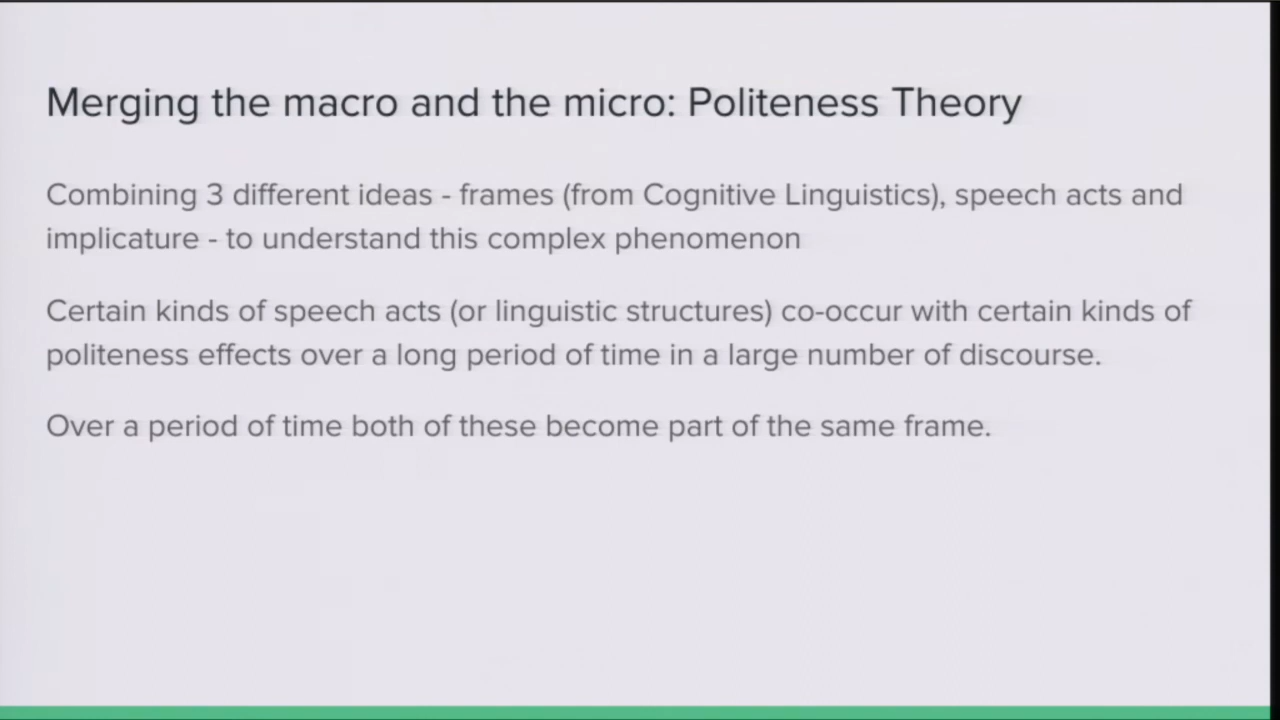 Merging the macro and the micro: Politeness Theory
Combining 3 different ideas - frames (from Cognitive Linguistics), speech acts and
implicature - to understand this complex phenomenon
Certain kinds of speech acts (or linguistic structures) co-occur with certain kinds of
politeness effects over a long period of time in a large number of discourse.
Over a period of time both of these become part of the same frame.